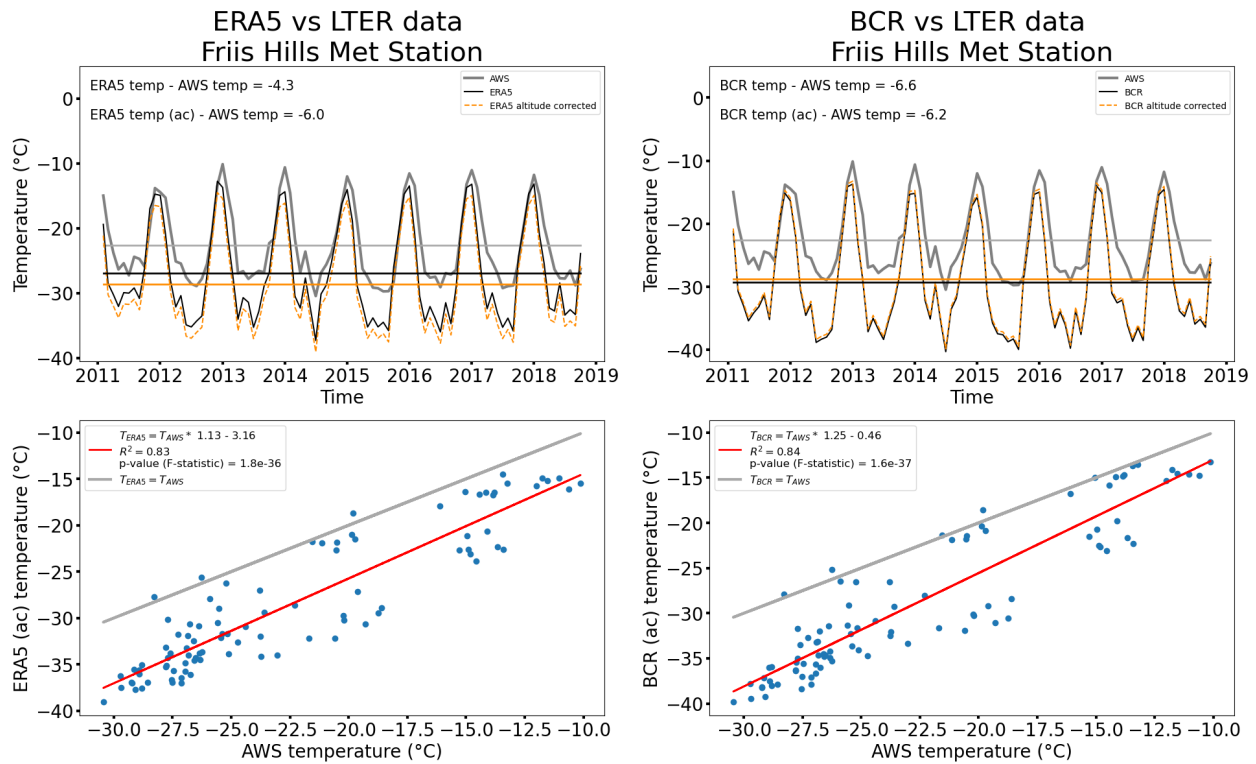 ERA5 vs LTER data
Friis Hills Met Station
ERA5 temp - AWS temp = -4.3
ERA5 temp (ac) - AWS temp = -6.0
AWS
ERA5
ERA5 altitude corrected
Temperature (°C)
0
−10
−20
−30
−40
2011 2012 2013 2014 2015 2016 2017 2018 2019
Time
BCR vs LTER data
Friis Hills Met Station
BCR temp - AWS temp = -6.6
BCR temp (ac) - AWS temp = -6.2
AWS
BCR
BCR altitude corrected
Temperature (°C)
0
−10
−20
−30
−40
2011 2012 2013 2014 2015 2016 2017 2018 2019
Time
T_ERA5 = T_AWS * 1.13 - 3.16
R² = 0.83
p-value (F-statistic) = 1.8e-36
T_ERA5 = T_AWS
ERA5 (ac) temperature (°C)
−10
−15
−20
−25
−30
−35
−40
−30.0 −27.5 −25.0 −22.5 −20.0 −17.5 −15.0 −12.5 −10.0
AWS temperature (°C)
T_BCR = T_AWS * 1.25 - 0.46
R² = 0.84
p-value (F-statistic) = 1.6e-37
T_BCR = T_AWS
BCR (ac) temperature (°C)
−10
−15
−20
−25
−30
−35
−40
−30.0 −27.5 −25.0 −22.5 −20.0 −17.5 −15.0 −12.5 −10.0
AWS temperature (°C)